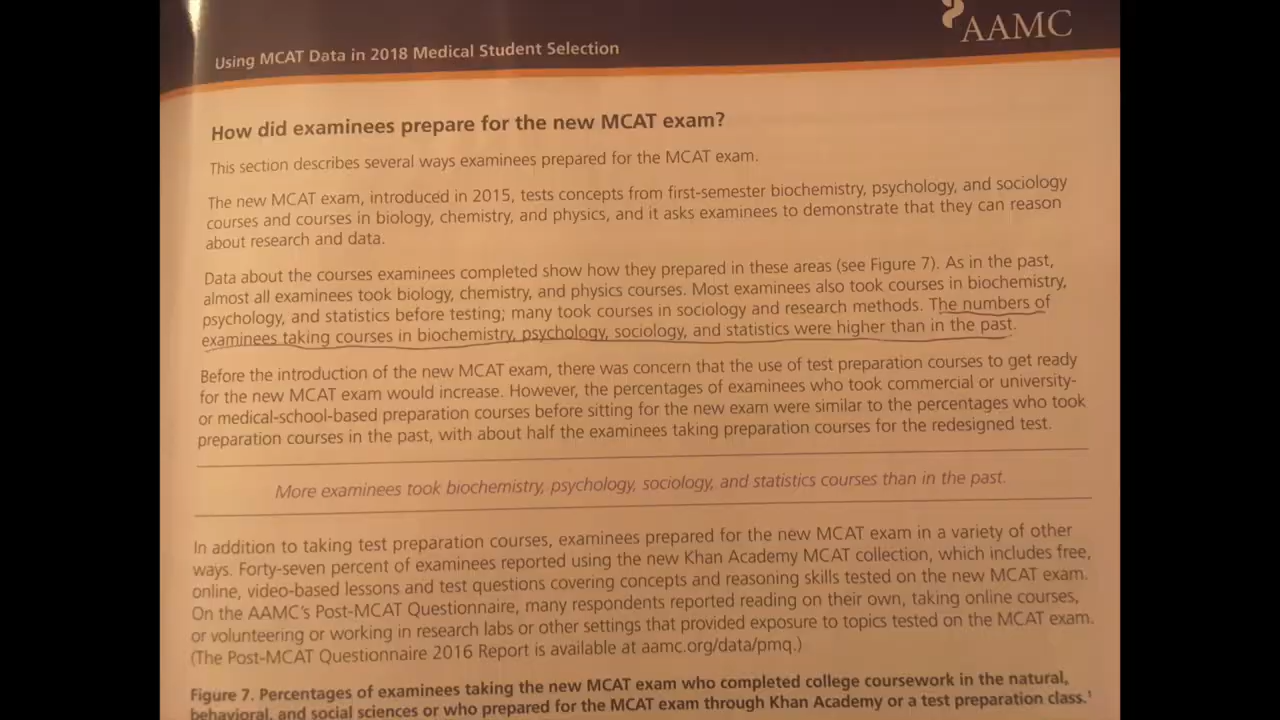 AAMC
Using MCAT Data in 2018 Medical Student Selection
How did examinees prepare for the new MCAT exam?
This section describes several ways examinees prepared for the MCAT exam.
The new MCAT exam, introduced in 2015, tests concepts from first-semester biochemistry, psychology, and sociology
courses and courses in biology, chemistry, and physics, and it asks examinees to demonstrate that they can reason
about research and data.
Data about the courses examinees completed show how they prepared in these areas (see Figure 7). As in the past,
almost all examinees took biology, chemistry, and physics courses. Most examinees also took courses in biochemistry,
psychology, and statistics before testing; many took courses in sociology and research methods. The numbers of
examinees taking courses in biochemistry, psychology, sociology, and statistics were higher than in the past.
Before the introduction of the new MCAT exam, there was concern that the use of test preparation courses to get ready
for the new MCAT exam would increase. However, the percentages of examinees who took commercial or university-
or medical-school-based preparation courses before sitting for the new exam were similar to the percentages who took
preparation courses in the past, with about half the examinees taking preparation courses for the redesigned test.
More examinees took biochemistry, psychology, sociology, and statistics courses than in the past.
In addition to taking test preparation courses, examinees prepared for the new MCAT exam in a variety of other
ways. Forty-seven percent of examinees reported using the new Khan Academy MCAT collection, which includes free,
online, video-based lessons and test questions covering concepts and reasoning skills tested on the new MCAT exam.
On the AAMC's Post-MCAT Questionnaire, many respondents reported reading on their own, taking online courses,
or volunteering or working in research labs or other settings that provided exposure to topics tested on the MCAT exam.
(The Post-MCAT Questionnaire 2016 Report is available at aamc.org/data/pmq.)
Figure 7. Percentages of examinees taking the new MCAT exam who completed college coursework in the natural,
behavioral, and social sciences or who prepared for the MCAT exam through Khan Academy or a test preparation class.¹